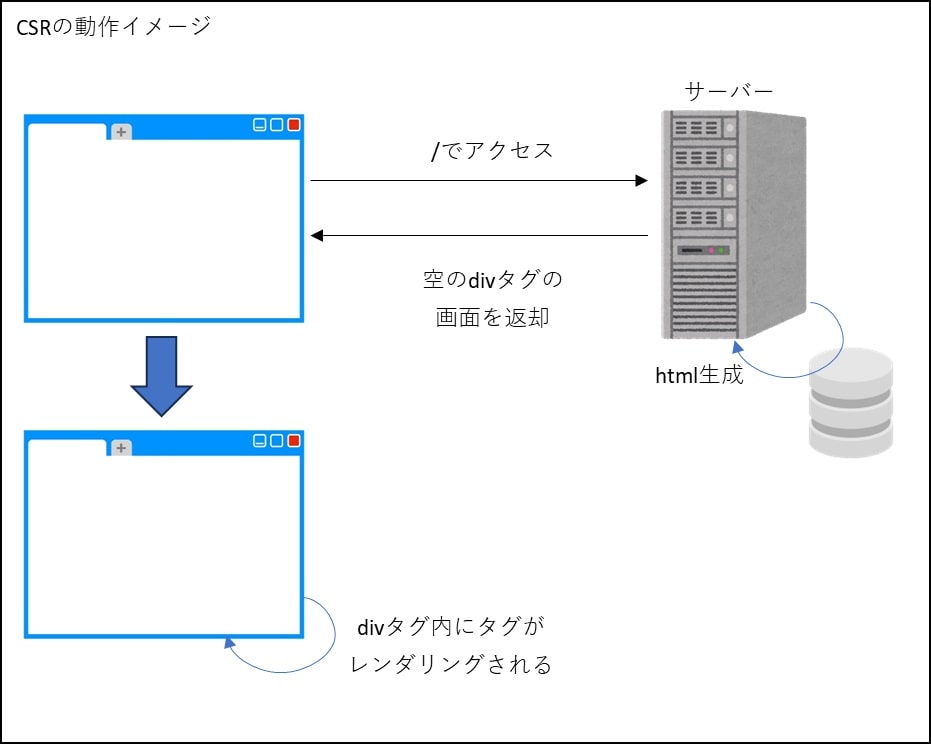 CSRの動作イメージ
サーバー
/でアクセス
空のdivタグの
画面を返却
html生成
divタグ内にタグが
レンダリングされる